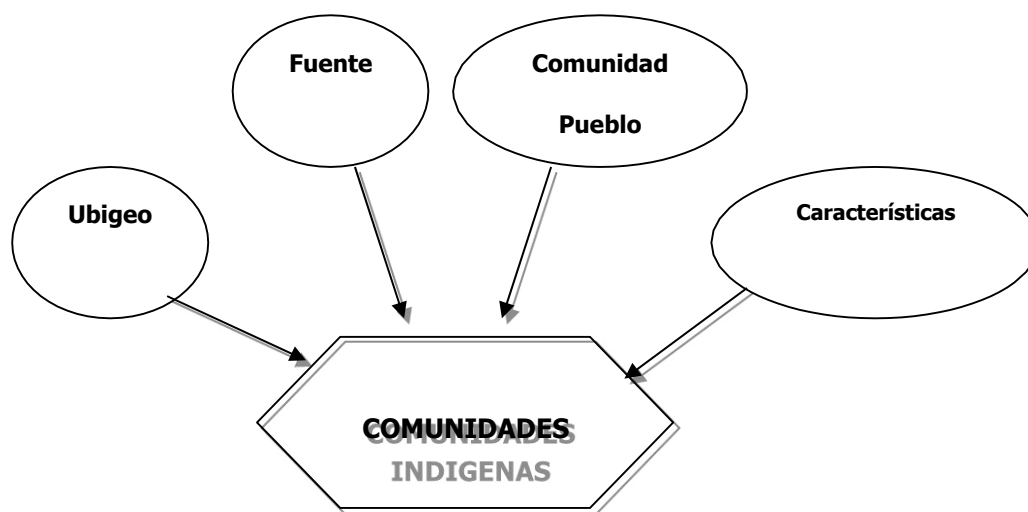 Fuente
Comunidad
Pueblo
Ubigeo
Características
COMUNIDADES
INDIGENAS